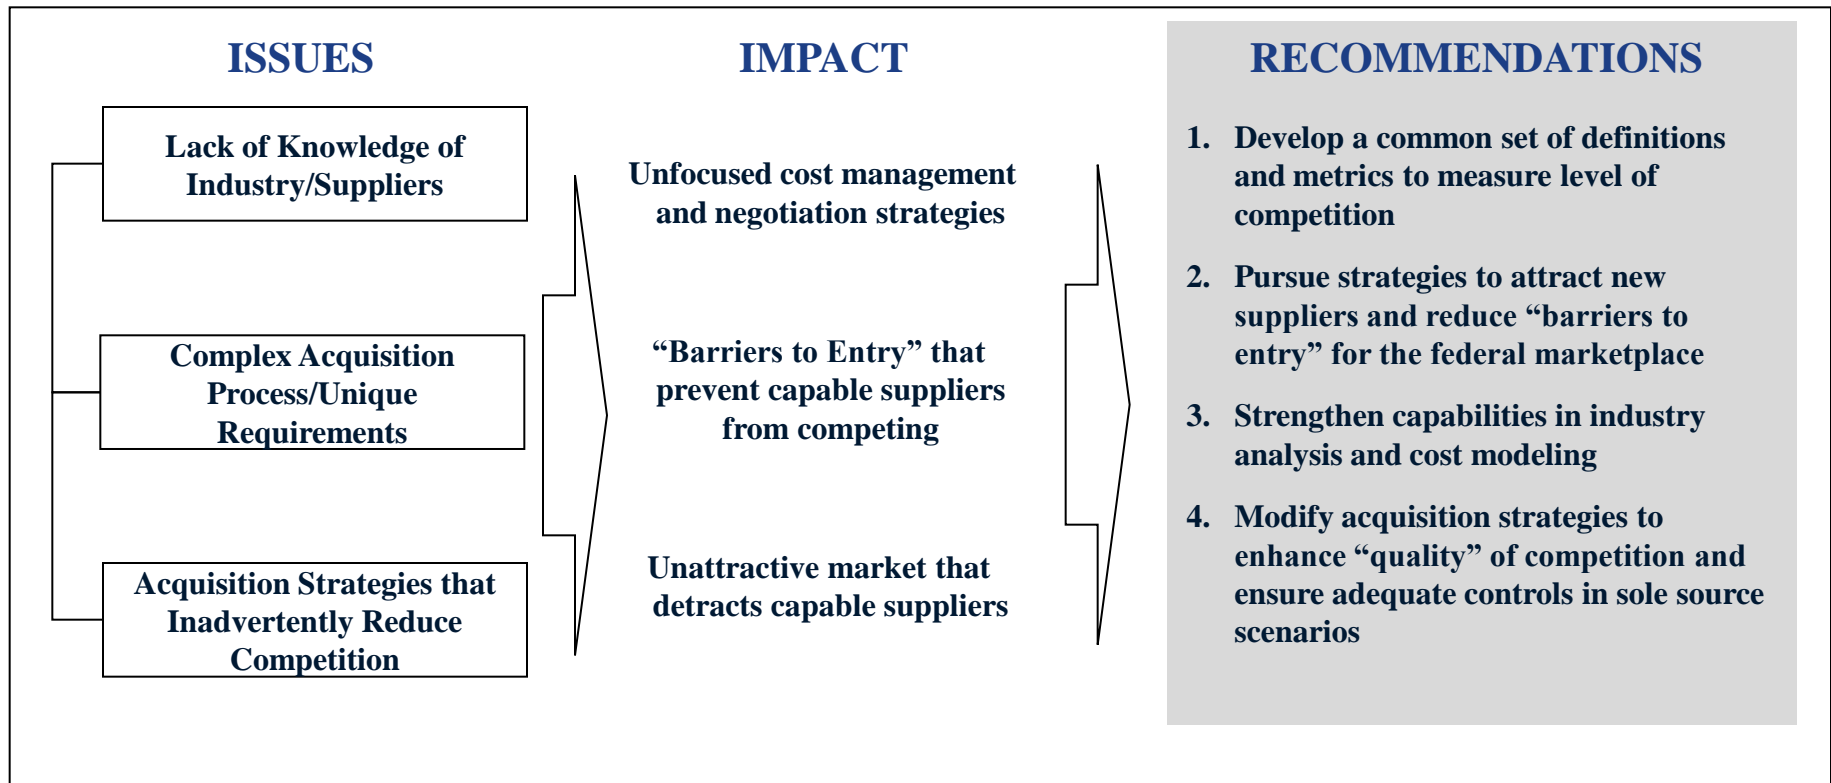 ISSUES
Lack of Knowledge of
Industry/Suppliers
Complex Acquisition
Process/Unique
Requirements
Acquisition Strategies that
Inadvertently Reduce
Competition
IMPACT
Unfocused cost management
and negotiation strategies
“Barriers to Entry” that
prevent capable suppliers
from competing
Unattractive market that
detracts capable suppliers
RECOMMENDATIONS
1. Develop a common set of definitions
and metrics to measure level of
competition
2. Pursue strategies to attract new
suppliers and reduce “barriers to
entry” for the federal marketplace
3. Strengthen capabilities in industry
analysis and cost modeling
4. Modify acquisition strategies to
enhance “quality” of competition and
ensure adequate controls in sole source
scenarios